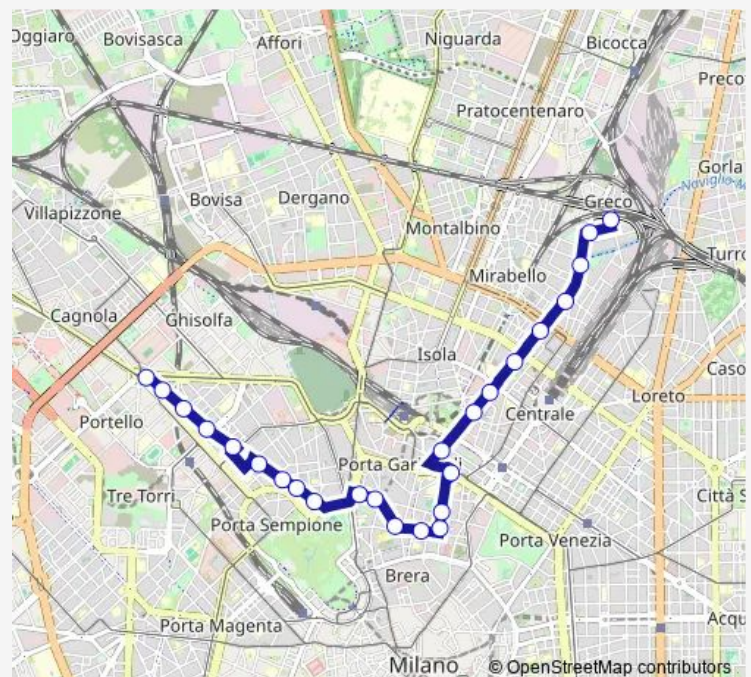 Oggiaro
Bovisasca
Affori
Niguarda
Bicocca
Preco
Pratocentenaro
Gorla
Naviglio
Villapizzone
Bovisa
Dergano
Greco
Montalbino
Turro
Mirabello
Cagnola
Ghisolfa
Isola
Caso
Loreto
Centrale
Portello
Porta Gar
Tre Torri
Città S
Porta Sempione
Porta Venezia
Brera
Acqu
Porta Magenta
Milano
© OpenStreetMap contributors